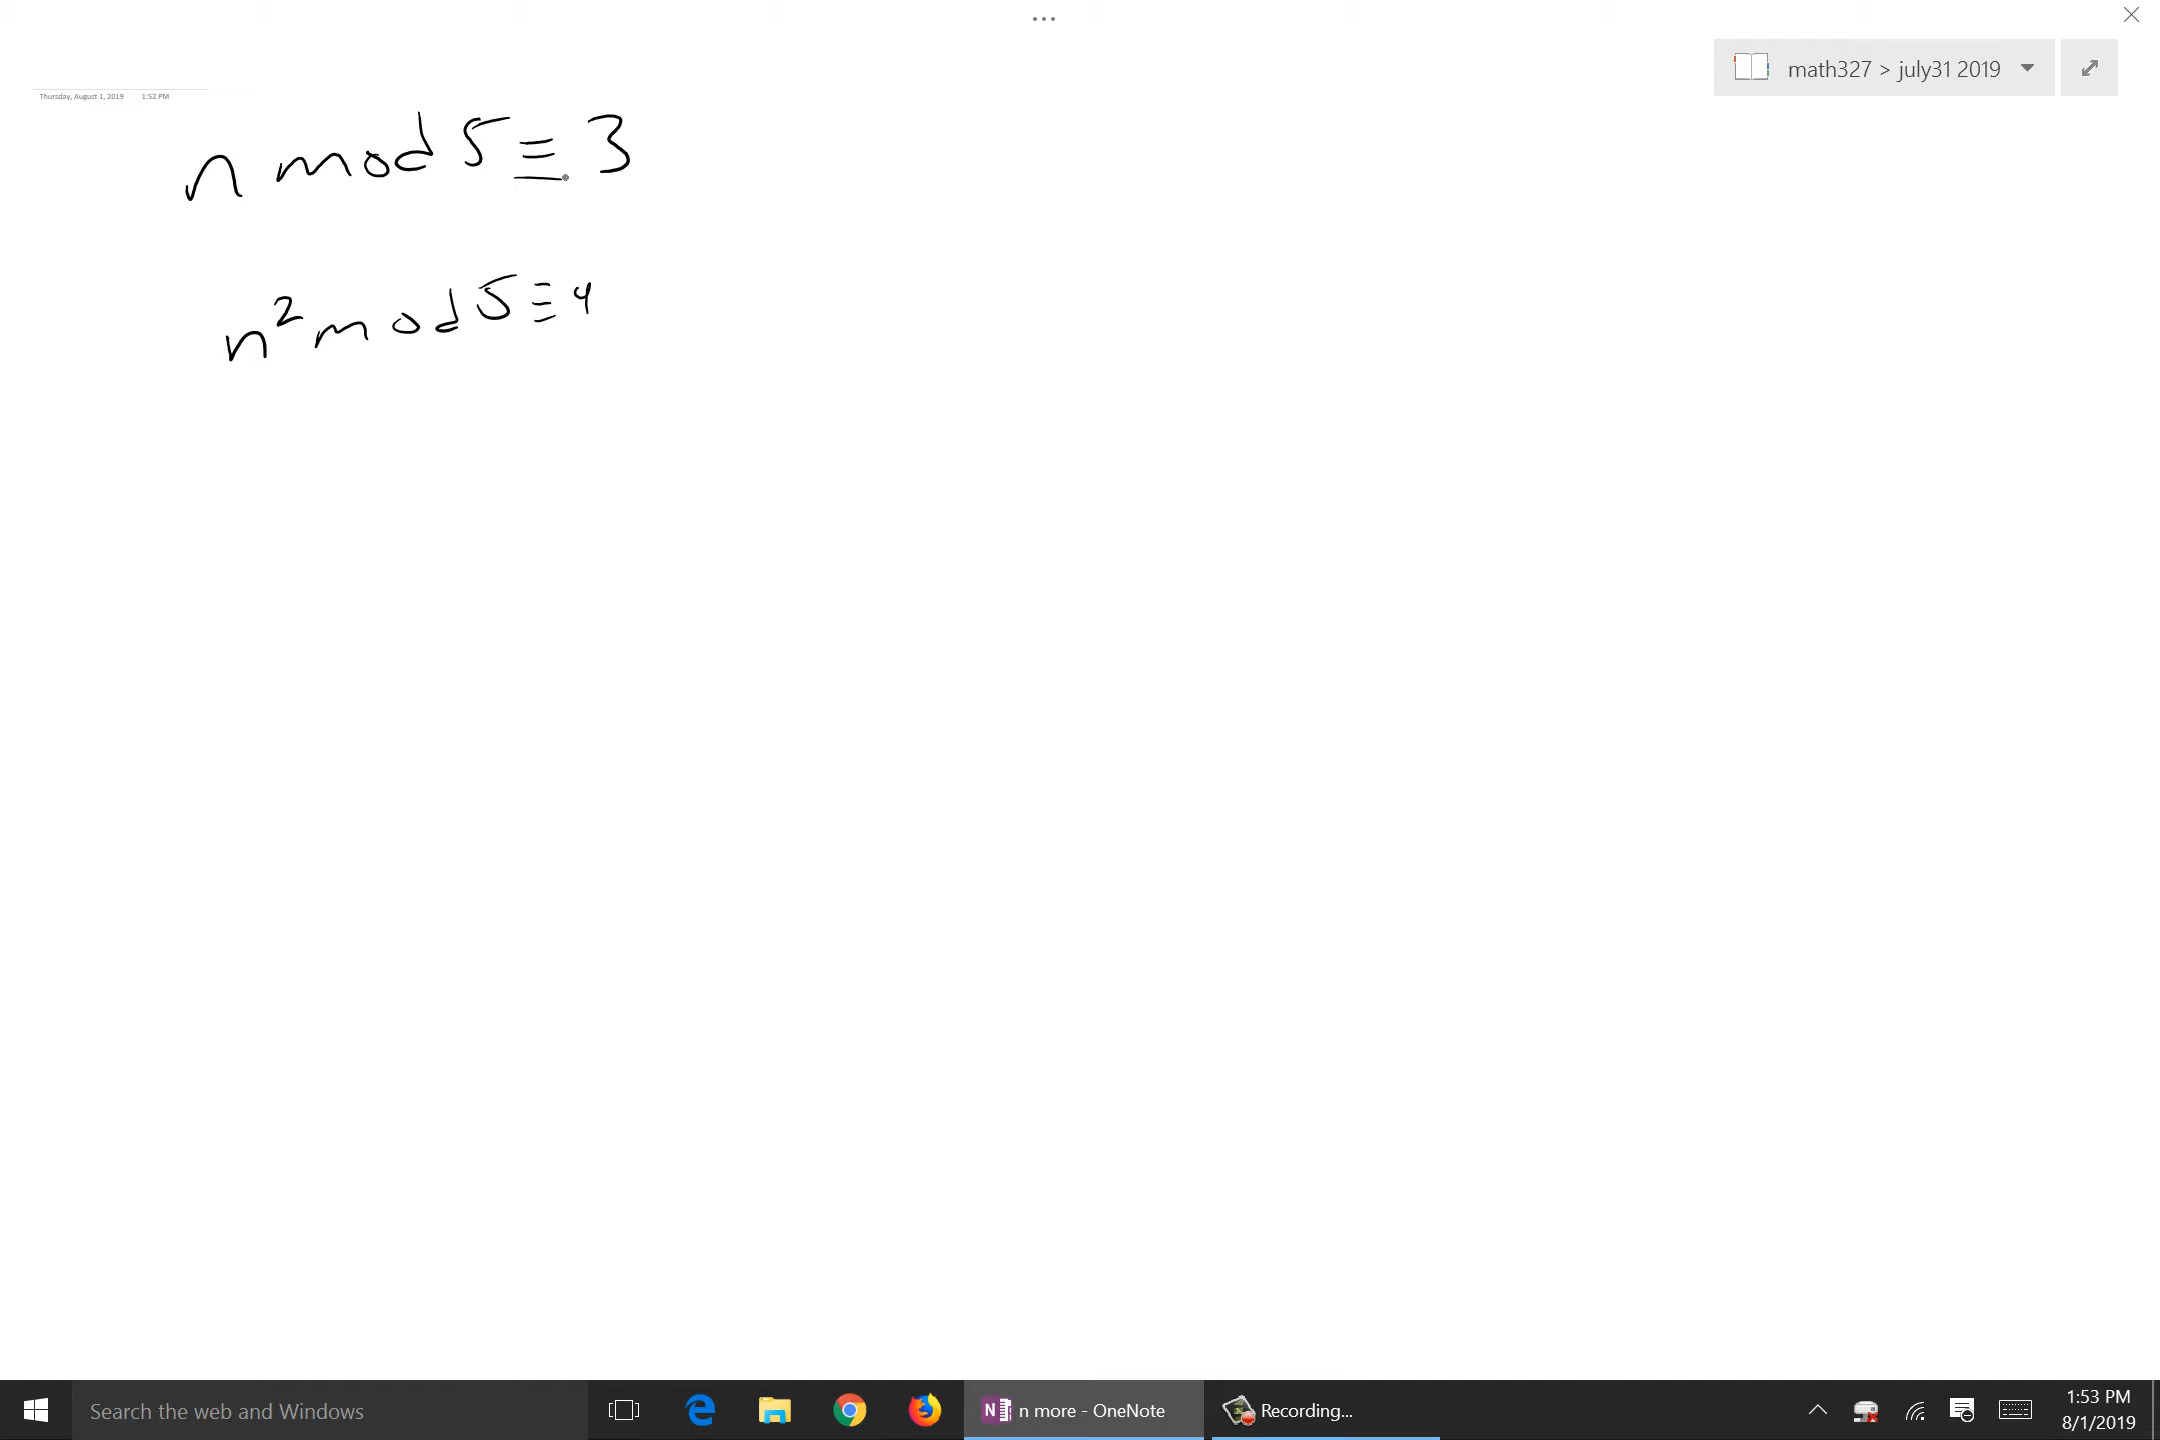 math327 > july31 2019
Thursday, August 1, 2019 1:52 PM
n mod 5 ≡ 3
n² mod 5 ≡ 4
Search the web and Windows
n more - OneNote
Recording...
1:53 PM
8/1/2019